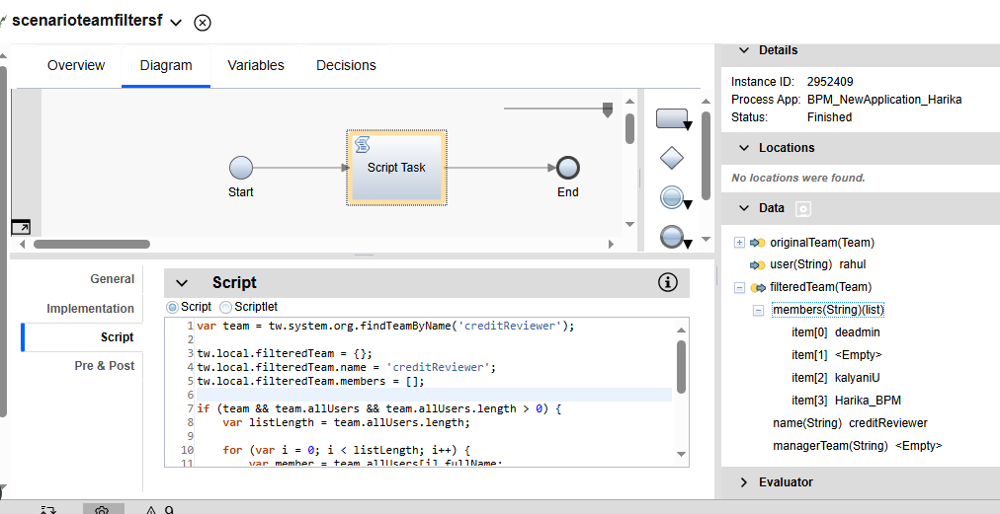 scenarioteamfiltersf
Overview
Diagram
Variables
Decisions
Start
Script Task
End
General
Implementation
Script
Pre & Post
Script
Script
Scriptlet
1 var team = tw.system.org.findTeamByName('creditReviewer');
2
3 tw.local.filteredTeam = {};
4 tw.local.filteredTeam.name = 'creditReviewer';
5 tw.local.filteredTeam.members = [];
6
7 if (team && team.allUsers && team.allUsers.length > 0) {
8 var listLength = team.allUsers.length;
9
10 for (var i = 0; i < listLength; i++) {
11 var member = team.allUsers[i].fullName;
Details
Instance ID: 2952409
Process App: BPM_NewApplication_Harika
Status: Finished
Locations
No locations were found.
Data
originalTeam(Team)
user(String) rahul
filteredTeam(Team)
members(String)(list)
item[0] deadmin
item[1] <Empty>
item[2] kalyaniU
item[3] Harika_BPM
name(String) creditReviewer
managerTeam(String) <Empty>
Evaluator
9